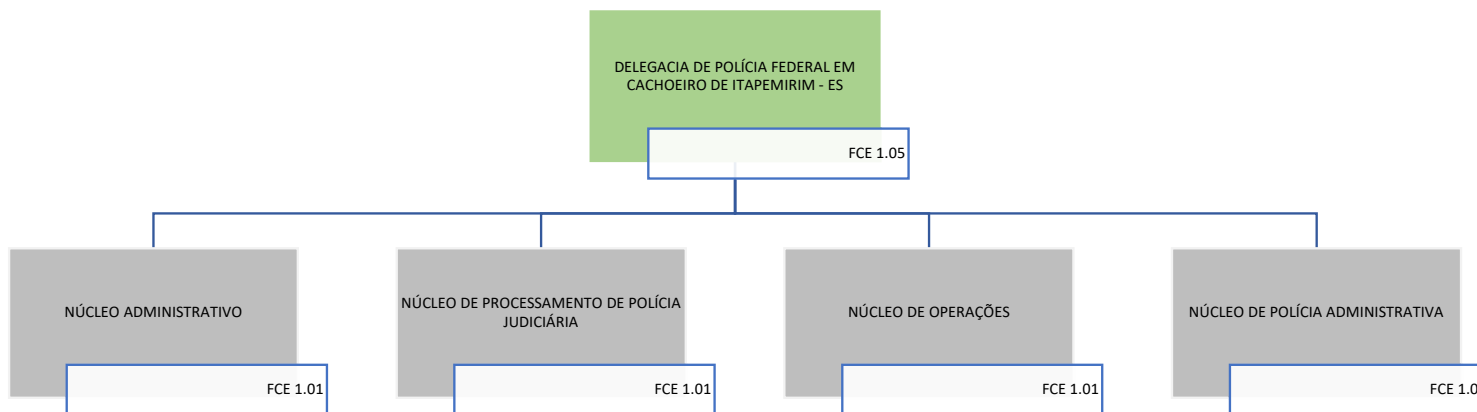 DELEGACIA DE POLÍCIA FEDERAL EM
CACHOEIRO DE ITAPEMIRIM - ES
FCE 1.05
NÚCLEO ADMINISTRATIVO
FCE 1.01
NÚCLEO DE PROCESSAMENTO DE POLÍCIA
JUDICIÁRIA
FCE 1.01
NÚCLEO DE OPERAÇÕES
FCE 1.01
NÚCLEO DE POLÍCIA ADMINISTRATIVA
FCE